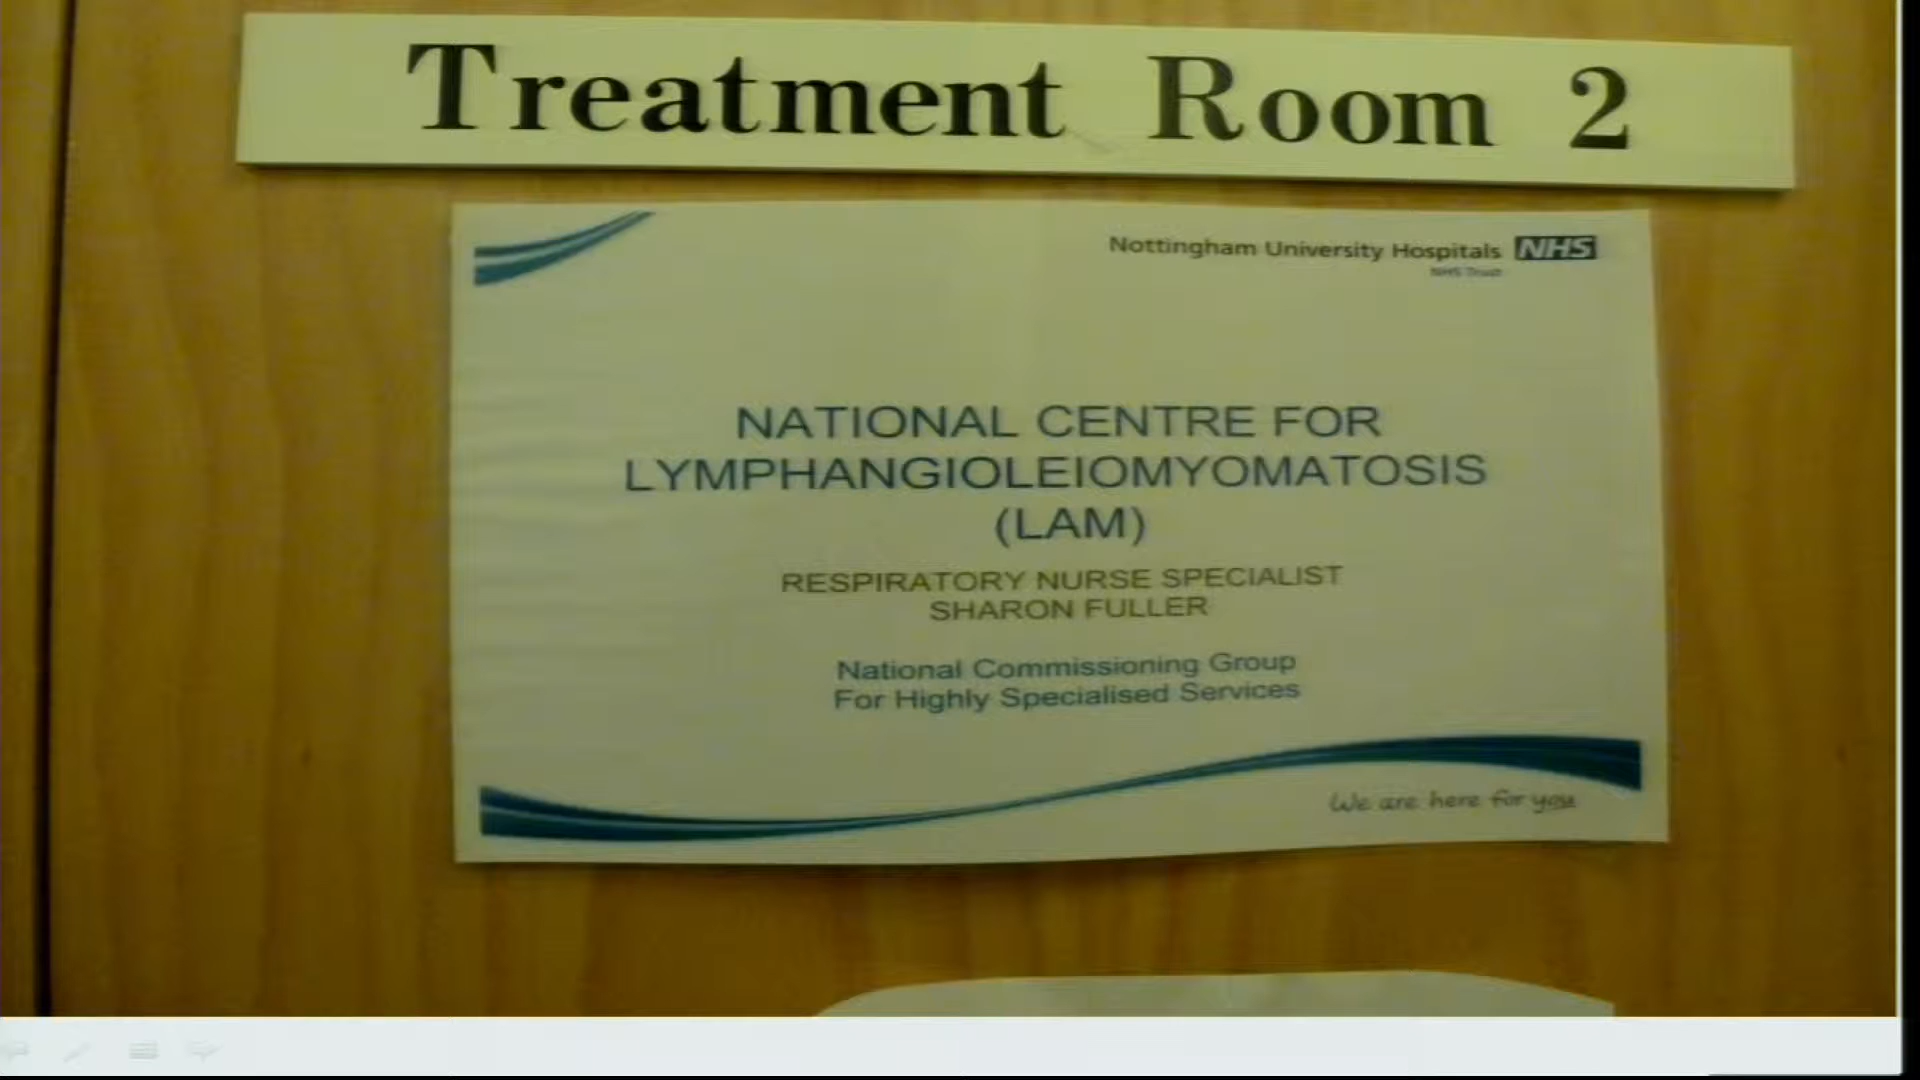 Treatment Room 2
Nottingham University Hospitals NHS
NHS Trust
NATIONAL CENTRE FOR
LYMPHANGIOLEIOMYOMATOSIS
(LAM)
RESPIRATORY NURSE SPECIALIST
SHARON FULLER
National Commissioning Group
For Highly Specialised Services
We are here for you